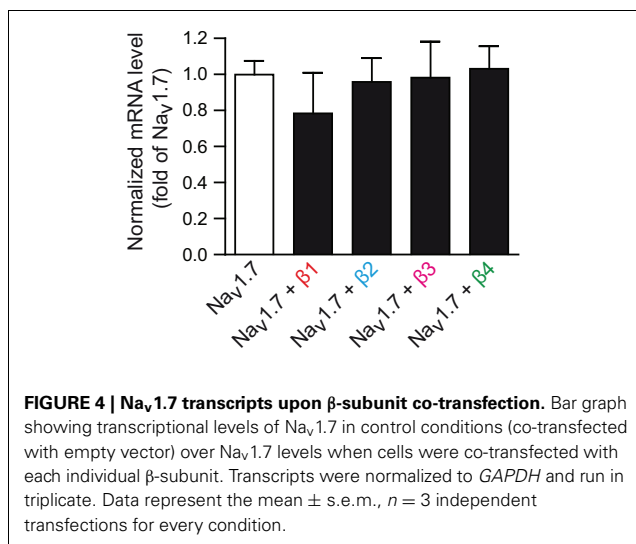 Normalized mRNA level
(fold of Nav1.7)
1.2
1.0
0.8
0.6
0.4
0.2
0.0
Nav1.7
Nav1.7 + β1
Nav1.7 + β2
Nav1.7 + β3
Nav1.7 + β4
FIGURE 4 | Nav1.7 transcripts upon β-subunit co-transfection. Bar graph
showing transcriptional levels of Nav1.7 in control conditions (co-transfected
with empty vector) over Nav1.7 levels when cells were co-transfected with
each individual β-subunit. Transcripts were normalized to GAPDH and run in
triplicate. Data represent the mean ± s.e.m., n = 3 independent
transfections for every condition.